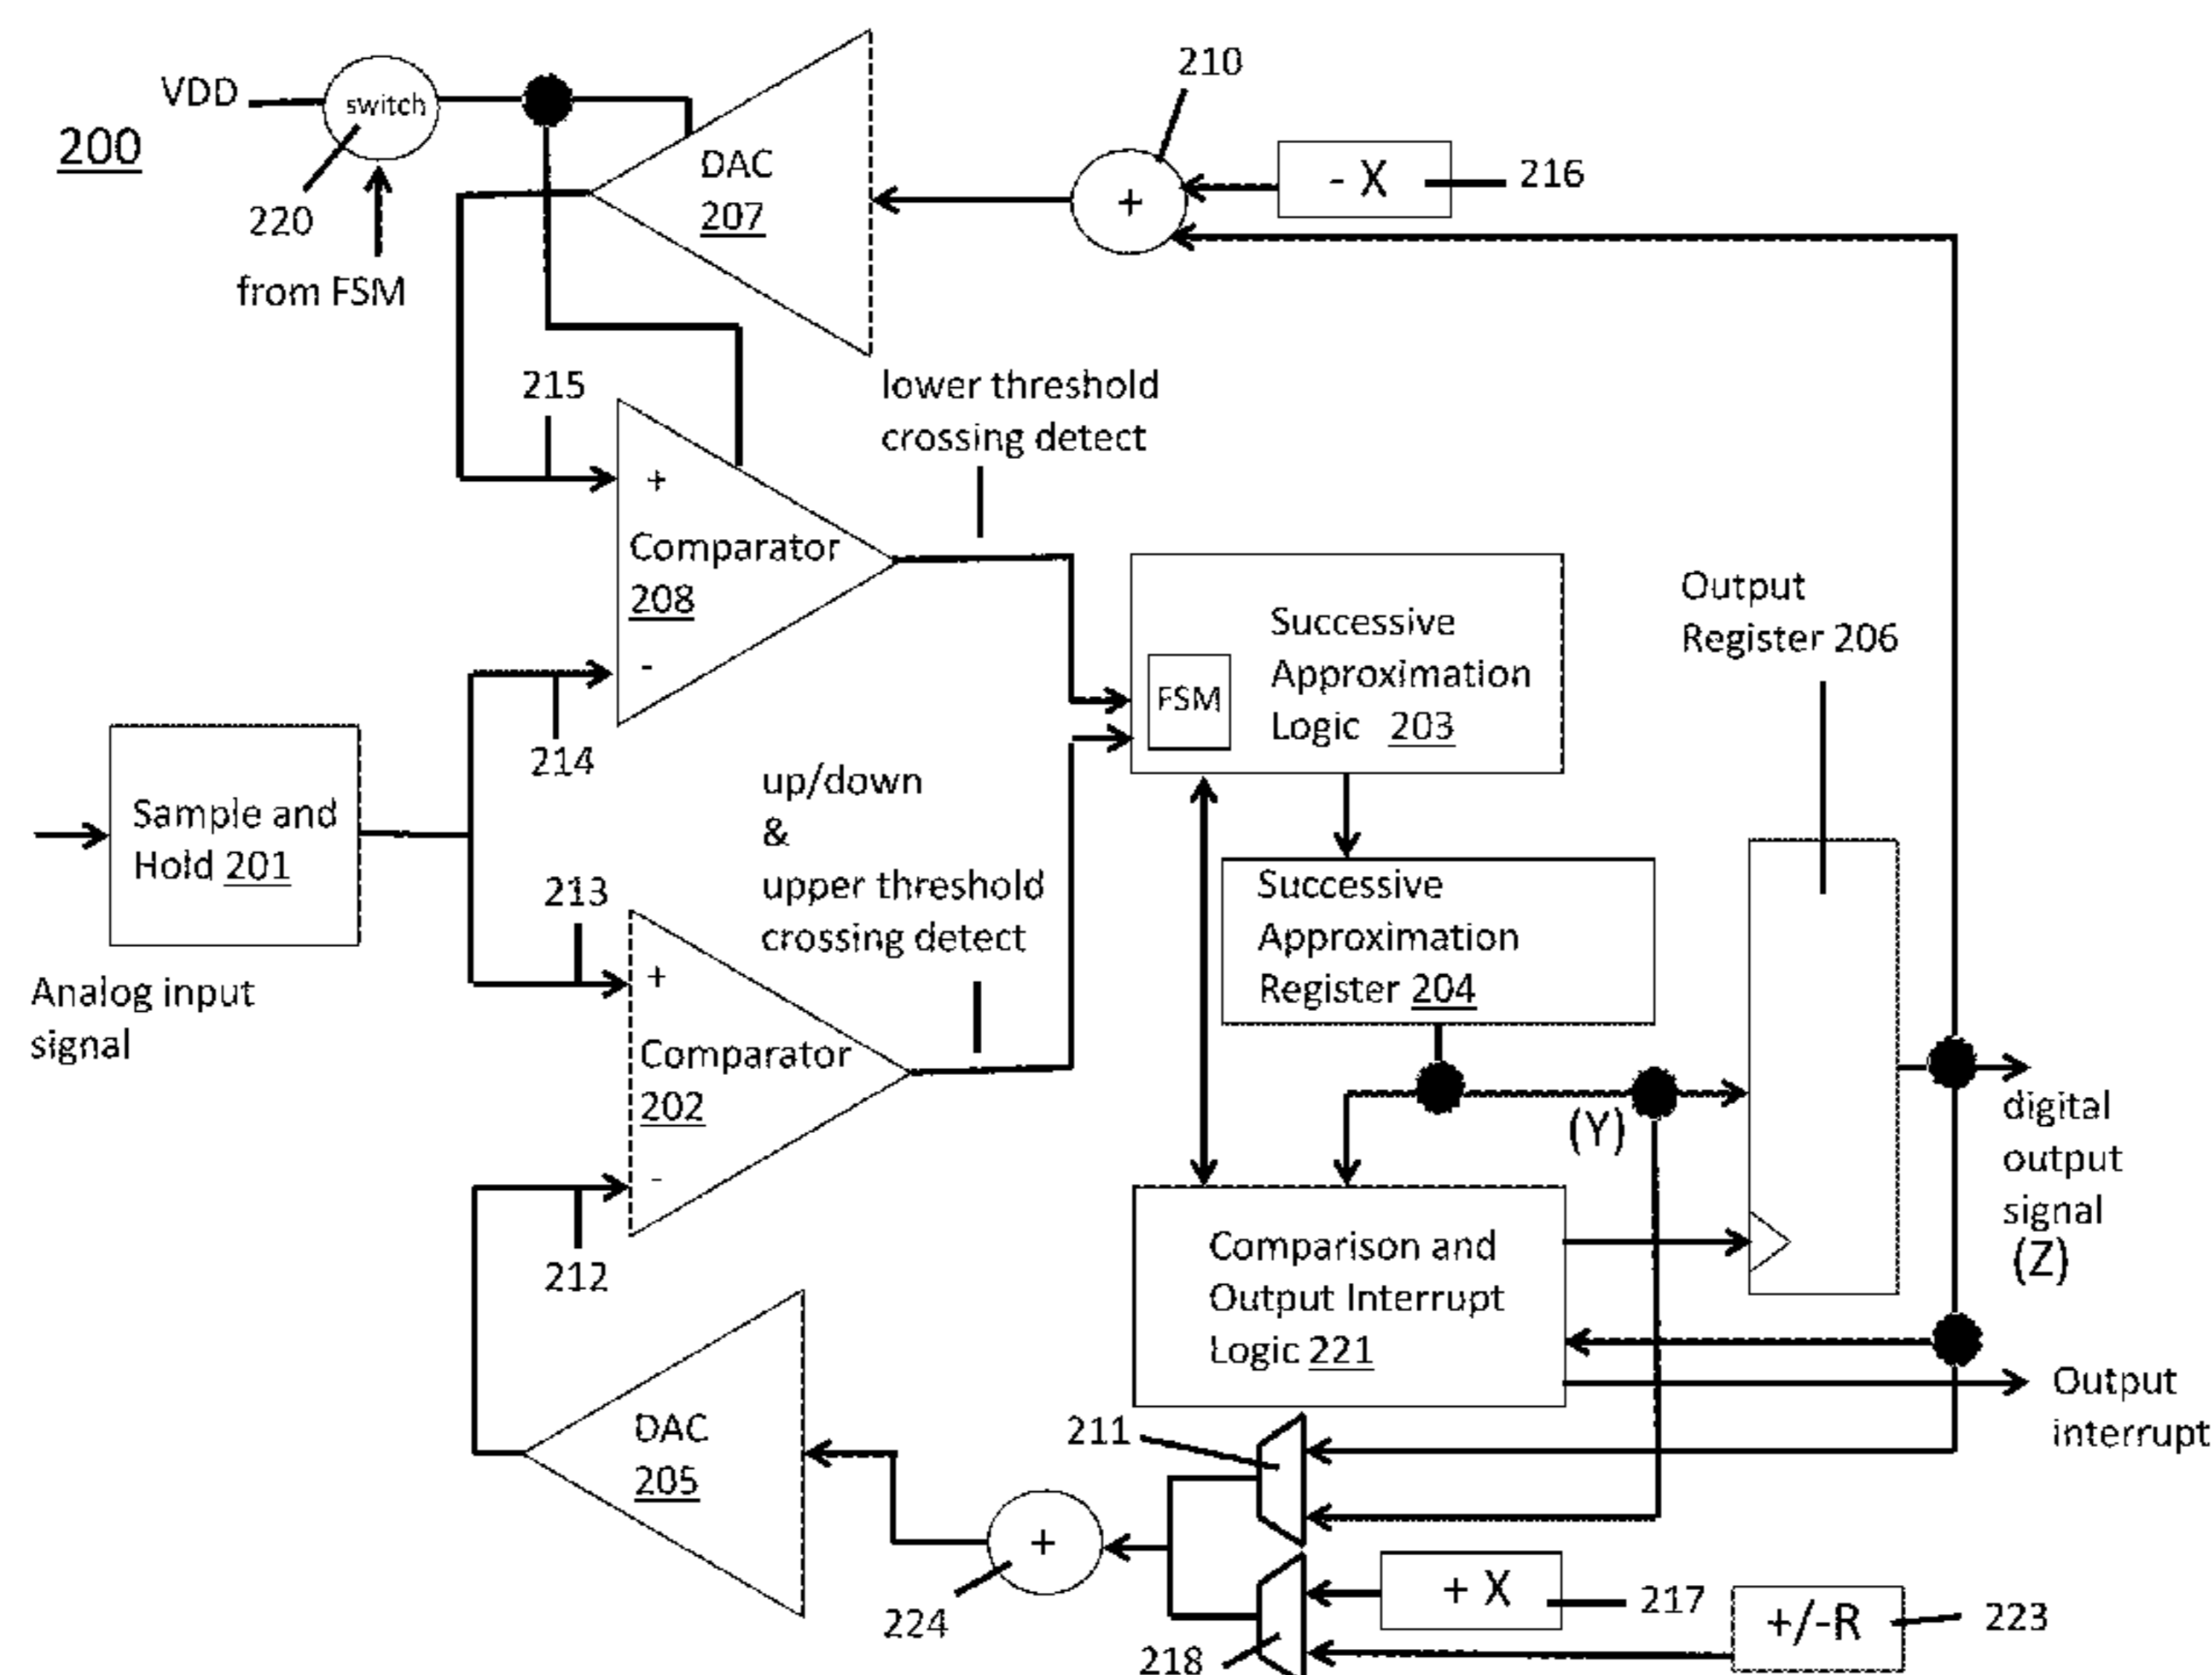 200
VDD
switch
220
from FSM
DAC
207
210
+
- X
216
215
lower threshold
crossing detect
+
Comparator
208
-
214
Successive
Approximation
Logic 203
FSM
Output
Register 206
Sample and
Hold 201
Analog input
signal
up/down
&
upper threshold
crossing detect
213
+
Comparator
202
-
212
Successive
Approximation
Register 204
(Y)
digital
output
signal
(Z)
Comparison and
Output Interrupt
Logic 221
Output
interrupt
DAC
205
211
+
224
+ X
217
+/-R
223
218